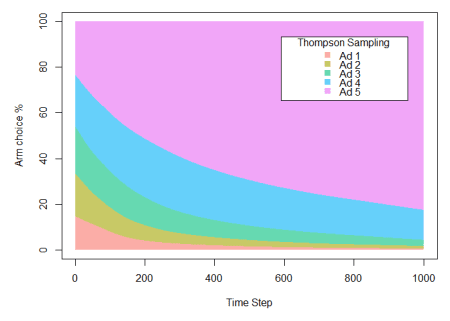 100
80
60
40
20
0
Arm choice %
Thompson Sampling
Ad 1
Ad 2
Ad 3
Ad 4
Ad 5
0 200 400 600 800 1000
Time Step